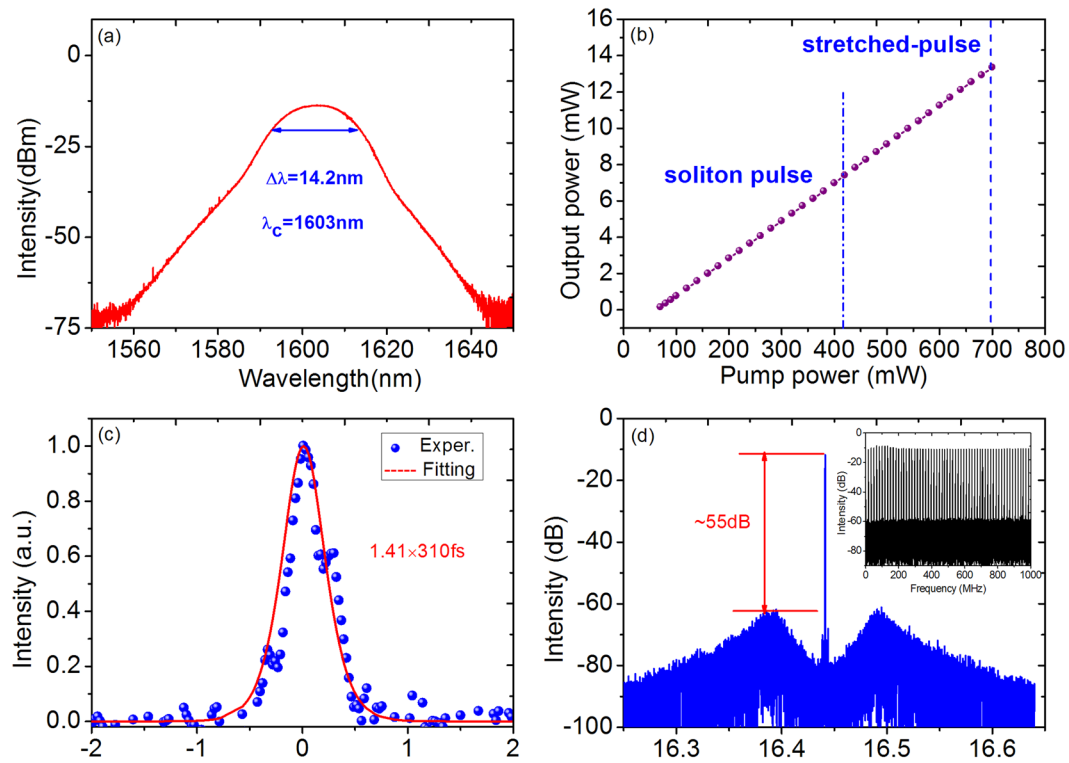 (a)
0
-25
-50
-75
Intensity(dBm)
Δλ=14.2nm
λc=1603nm
1560 1580 1600 1620 1640
Wavelength(nm)
(b)
stretched-pulse
soliton pulse
16
14
12
10
8
6
4
2
0
Output power (mW)
0 100 200 300 400 500 600 700 800
Pump power (mW)
(c)
1.0
0.8
0.6
0.4
0.2
0.0
Intensity (a.u.)
Exper.
Fitting
1.41×310fs
-2 -1 0 1 2
(d)
-0
-20
-40
-60
-80
-100
Intensity (dB)
~55dB
0
-20
-40
-60
-80
Intensity (dB)
0 200 400 600 800 1000
Frequency (MHz)
16.3 16.4 16.5 16.6